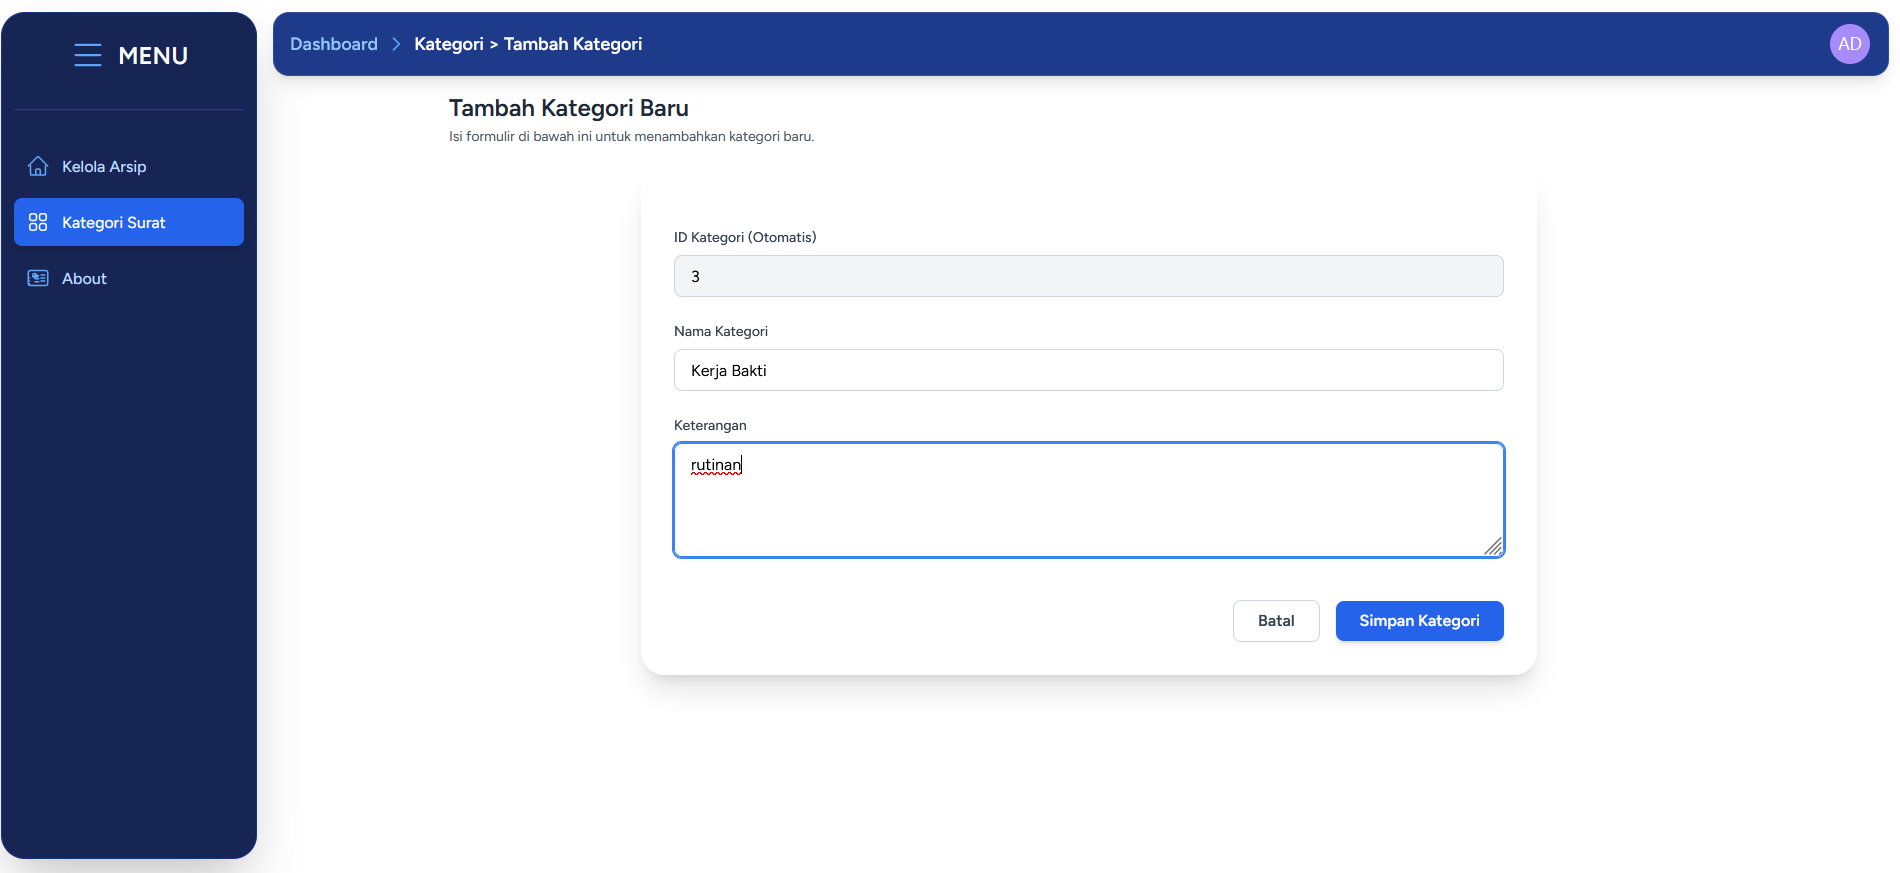 MENU
Kelola Arsip
Kategori Surat
About
Dashboard > Kategori > Tambah Kategori
AD
Tambah Kategori Baru
Isi formulir di bawah ini untuk menambahkan kategori baru.
ID Kategori (Otomatis)
3
Nama Kategori
Kerja Bakti
Keterangan
rutinan
Batal
Simpan Kategori